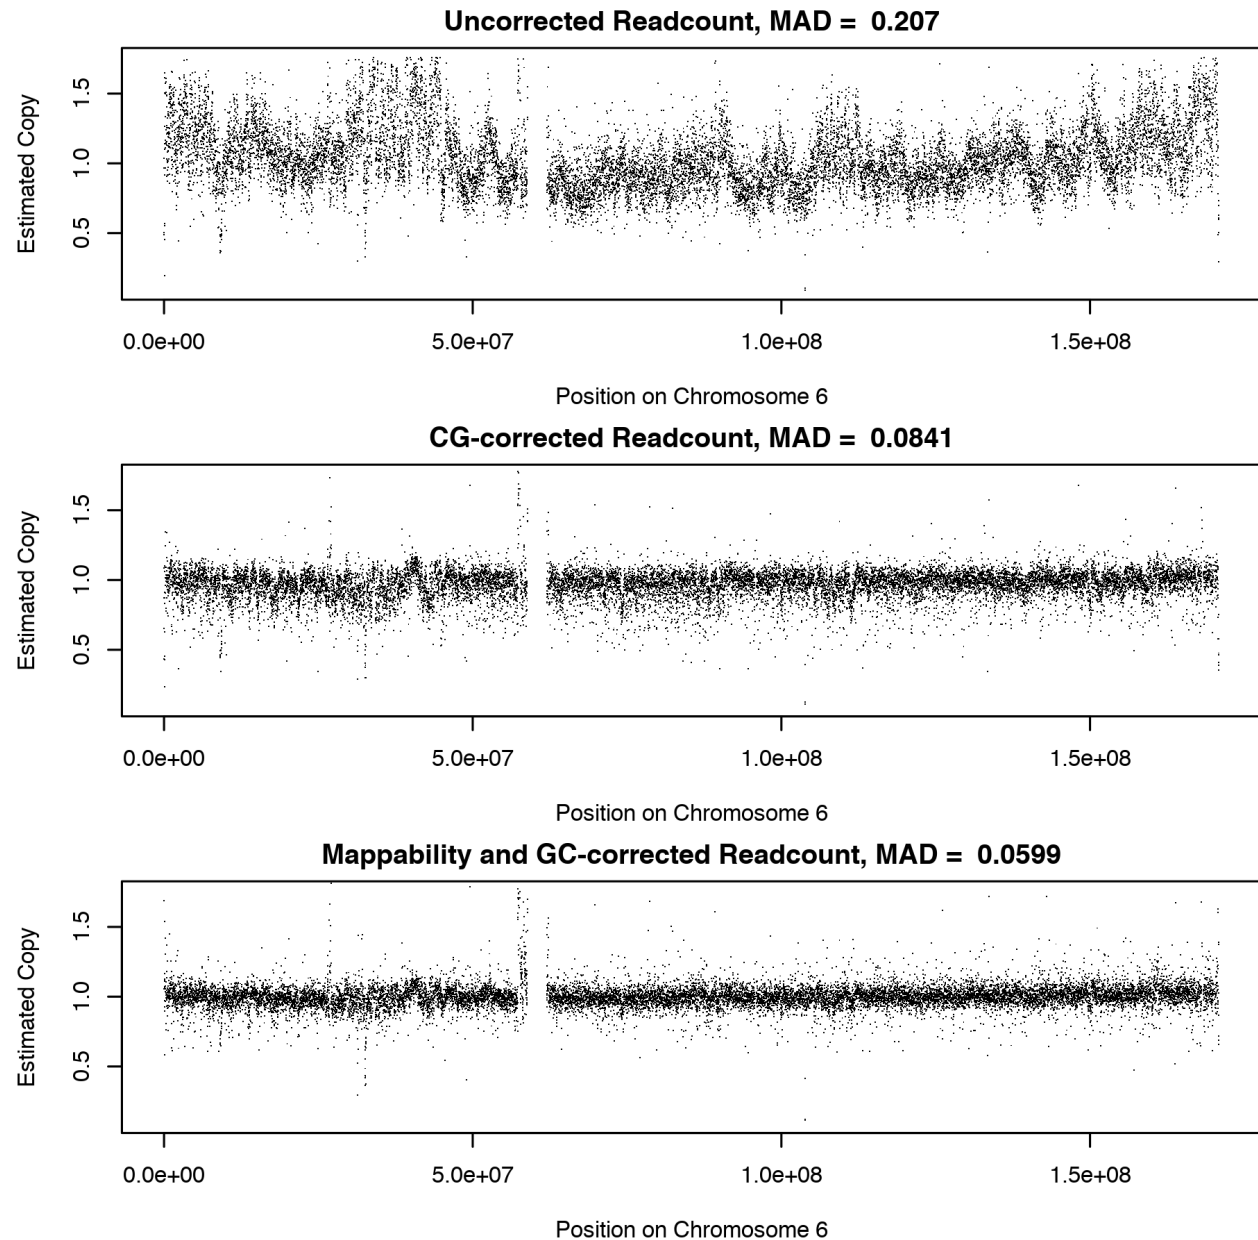 Uncorrected Readcount, MAD = 0.207
Estimated Copy
1.5
1.0
0.5
0.0e+00 5.0e+07 1.0e+08 1.5e+08
Position on Chromosome 6
CG-corrected Readcount, MAD = 0.0841
Estimated Copy
1.5
1.0
0.5
0.0e+00 5.0e+07 1.0e+08 1.5e+08
Position on Chromosome 6
Mappability and GC-corrected Readcount, MAD = 0.0599
Estimated Copy
1.5
1.0
0.5
0.0e+00 5.0e+07 1.0e+08 1.5e+08
Position on Chromosome 6